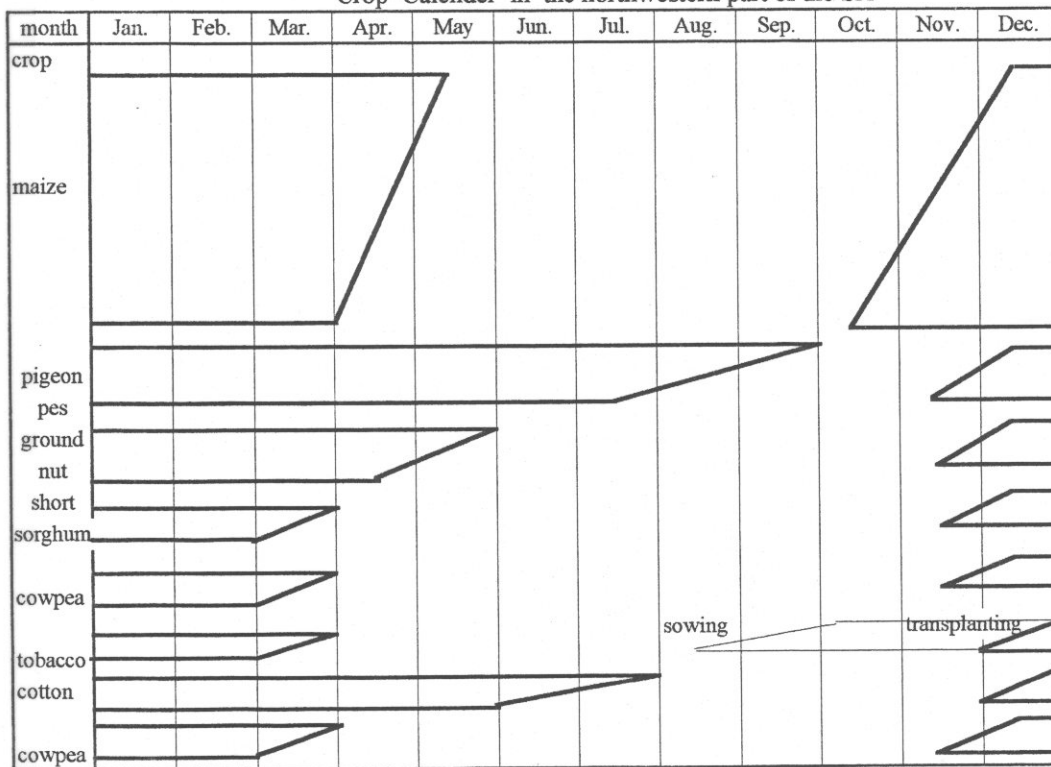 Crop Calender in the northwestern part of the
month Jan. Feb. Mar. Apr. May Jun. Jul. Aug. Sep. Oct. Nov. Dec.
crop
maize
pigeon
pes
ground
nut
short
sorghum
cowpea
sowing transplanting
tobacco
cotton
cowpea